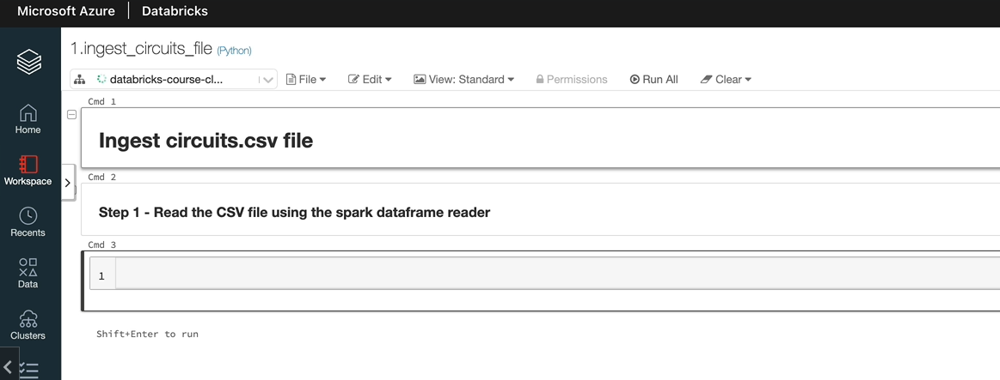 Microsoft Azure | Databricks
1.ingest_circuits_file (Python)
databricks-course-cl... File Edit View: Standard Permissions Run All Clear
Cmd 1
Ingest circuits.csv file
Home
Cmd 2
Workspace
Step 1 - Read the CSV file using the spark dataframe reader
Recents
Cmd 3
1
Data
Shift+Enter to run
Clusters